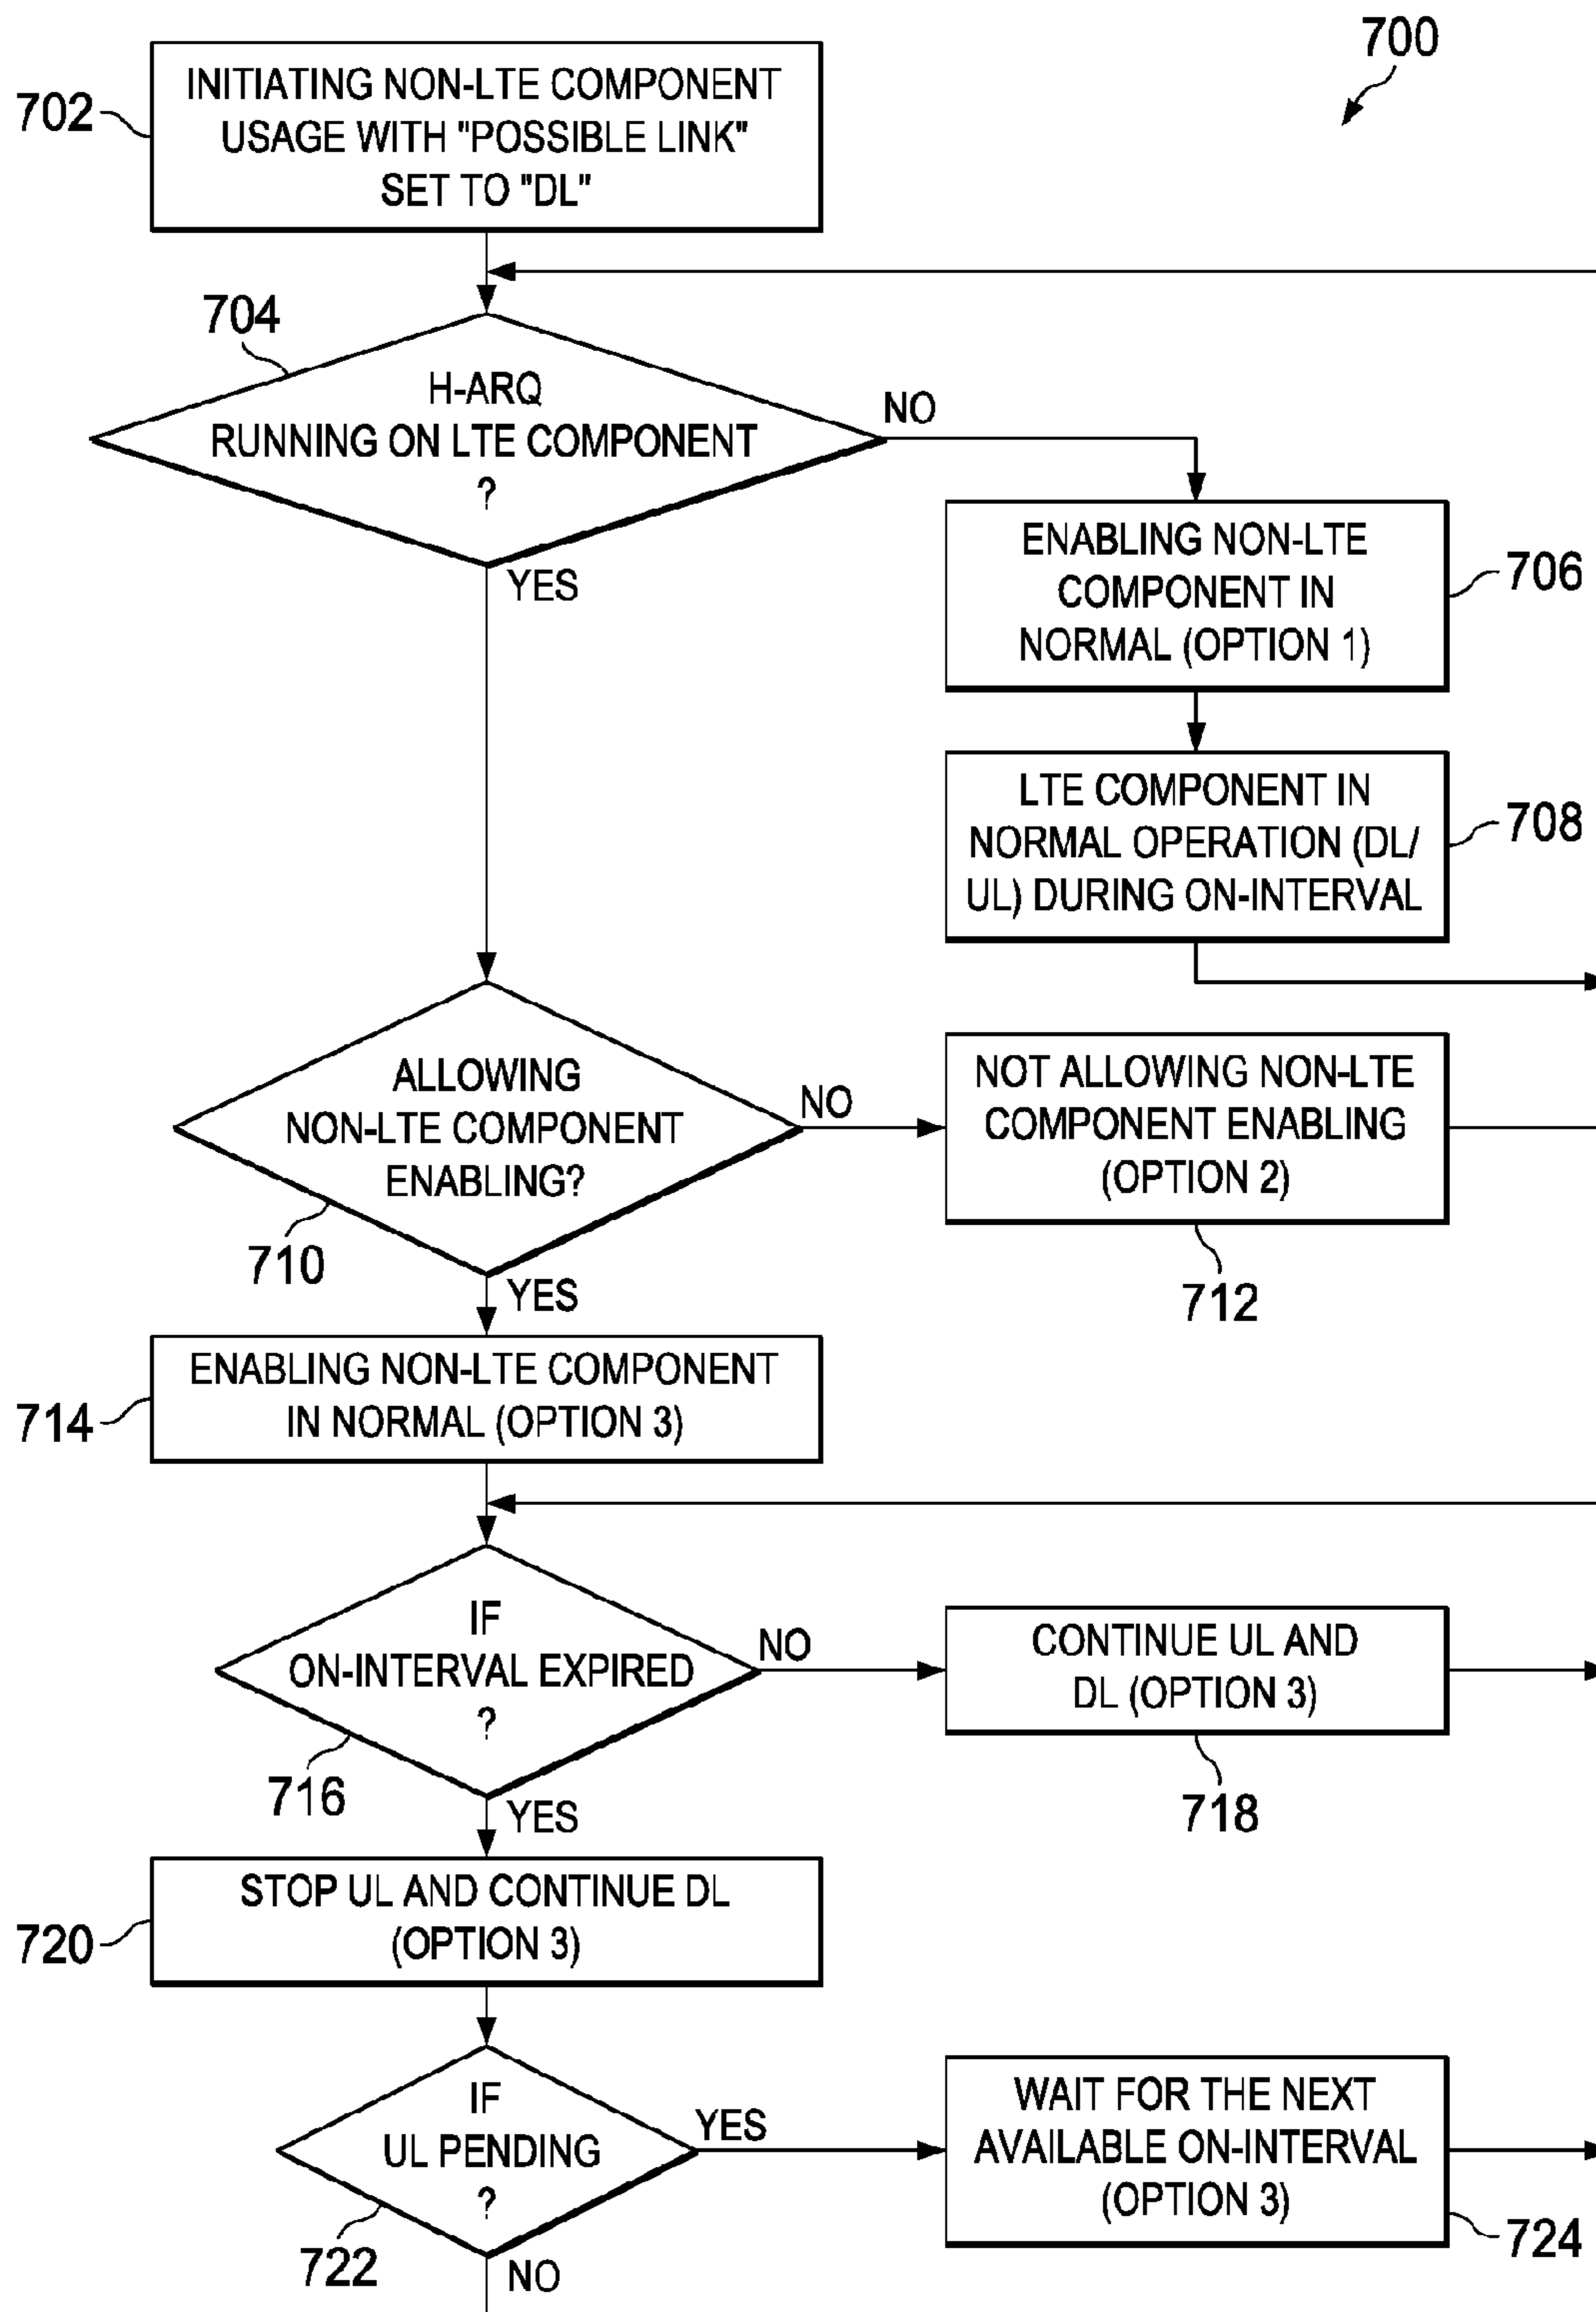 700
702
INITIATING NON-LTE COMPONENT
USAGE WITH "POSSIBLE LINK"
SET TO "DL"
704
H-ARQ
RUNNING ON LTE COMPONENT
?
NO
YES
ENABLING NON-LTE
COMPONENT IN
NORMAL (OPTION 1)
706
LTE COMPONENT IN
NORMAL OPERATION (DL/
UL) DURING ON-INTERVAL
708
ALLOWING
NON-LTE COMPONENT
ENABLING?
710
NO
YES
NOT ALLOWING NON-LTE
COMPONENT ENABLING
(OPTION 2)
712
714
ENABLING NON-LTE COMPONENT
IN NORMAL (OPTION 3)
IF
ON-INTERVAL EXPIRED
?
716
NO
YES
CONTINUE UL AND
DL (OPTION 3)
718
720
STOP UL AND CONTINUE DL
(OPTION 3)
IF
UL PENDING
?
722
YES
NO
WAIT FOR THE NEXT
AVAILABLE ON-INTERVAL
(OPTION 3)
724